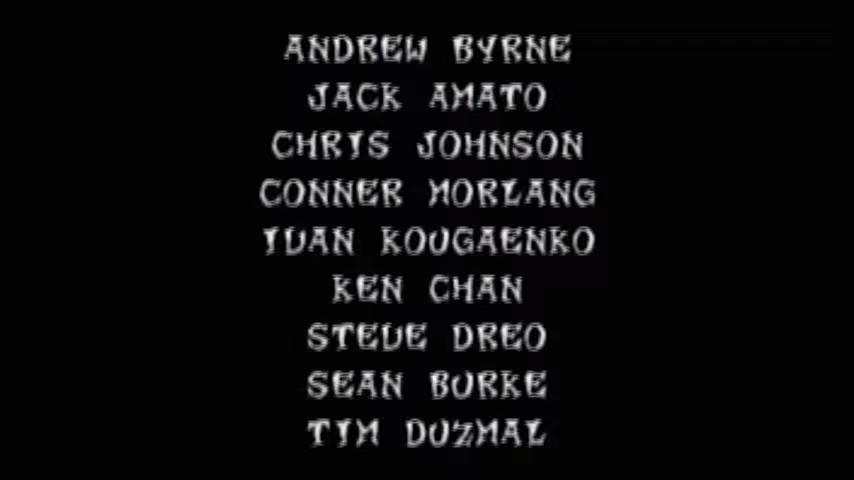 ANDREW BYRNE
JACK AMATO
CHRIS JOHNSON
CONNER MORLANG
IVAN KOUGAENKO
KEN CHAN
STEVE DREO
SEAN BURKE
TIM DUZMAL